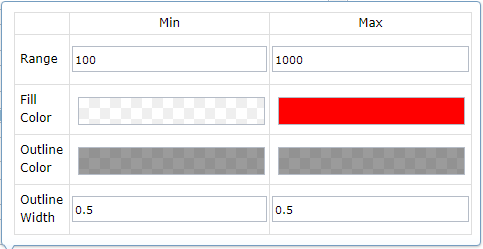 Min Max
Range 100 1000
Fill
Color
Outline
Color
Outline
Width 0.5 0.5